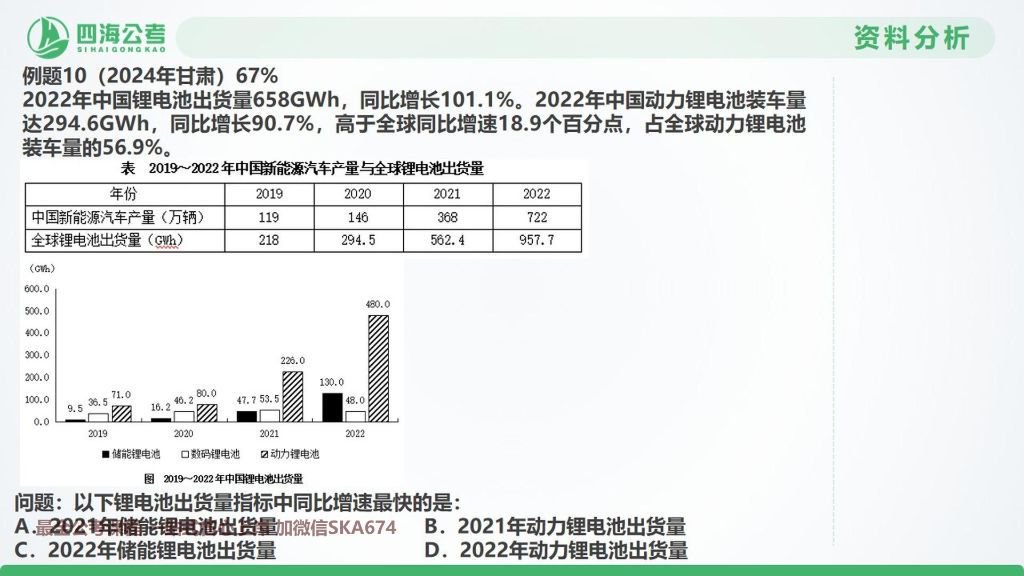 四海公考
SIHAIGONGKAO
资料分析
例题10（2024年甘肃）67%
2022年中国锂电池出货量658GWh，同比增长101.1%。2022年中国动力锂电池装车量
达294.6GWh，同比增长90.7%，高于全球同比增速18.9个百分点，占全球动力锂电池
装车量的56.9%。
表 2019～2022年中国新能源汽车产量与全球锂电池出货量
年份 2019 2020 2021 2022
中国新能源汽车产量（万辆） 119 146 368 722
全球锂电池出货量（GWh） 218 294.5 562.4 957.7
（GWh）
600.0
500.0
400.0
300.0
200.0
100.0
0.0
9.5 36.5 71.0 16.2 46.2 80.0 47.7 53.5 226.0 130.0 48.0 480.0
2019 2020 2021 2022
储能锂电池 数码锂电池 动力锂电池
图 2019～2022年中国锂电池出货量
问题：以下锂电池出货量指标中同比增速最快的是：
A．2021年储能锂电池出货量 B．2021年动力锂电池出货量
加微信SKA674
C．2022年储能锂电池出货量 D．2022年动力锂电池出货量